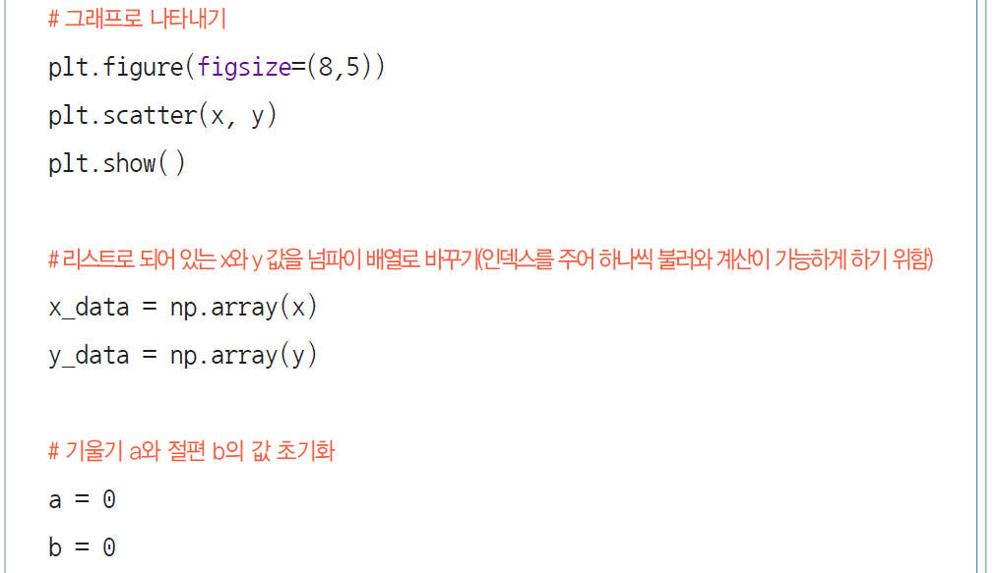 # 그래프로 나타내기
plt.figure(figsize=(8,5))
plt.scatter(x, y)
plt.show()
# 리스트로 되어 있는 x와 y 값을 넘파이 배열로 바꾸기(인덱스를 주어 하나씩 불러와 계산이 가능하게 하기 위함)
x_data = np.array(x)
y_data = np.array(y)
# 기울기 a와 절편 b의 값 초기화
a = 0
b = 0